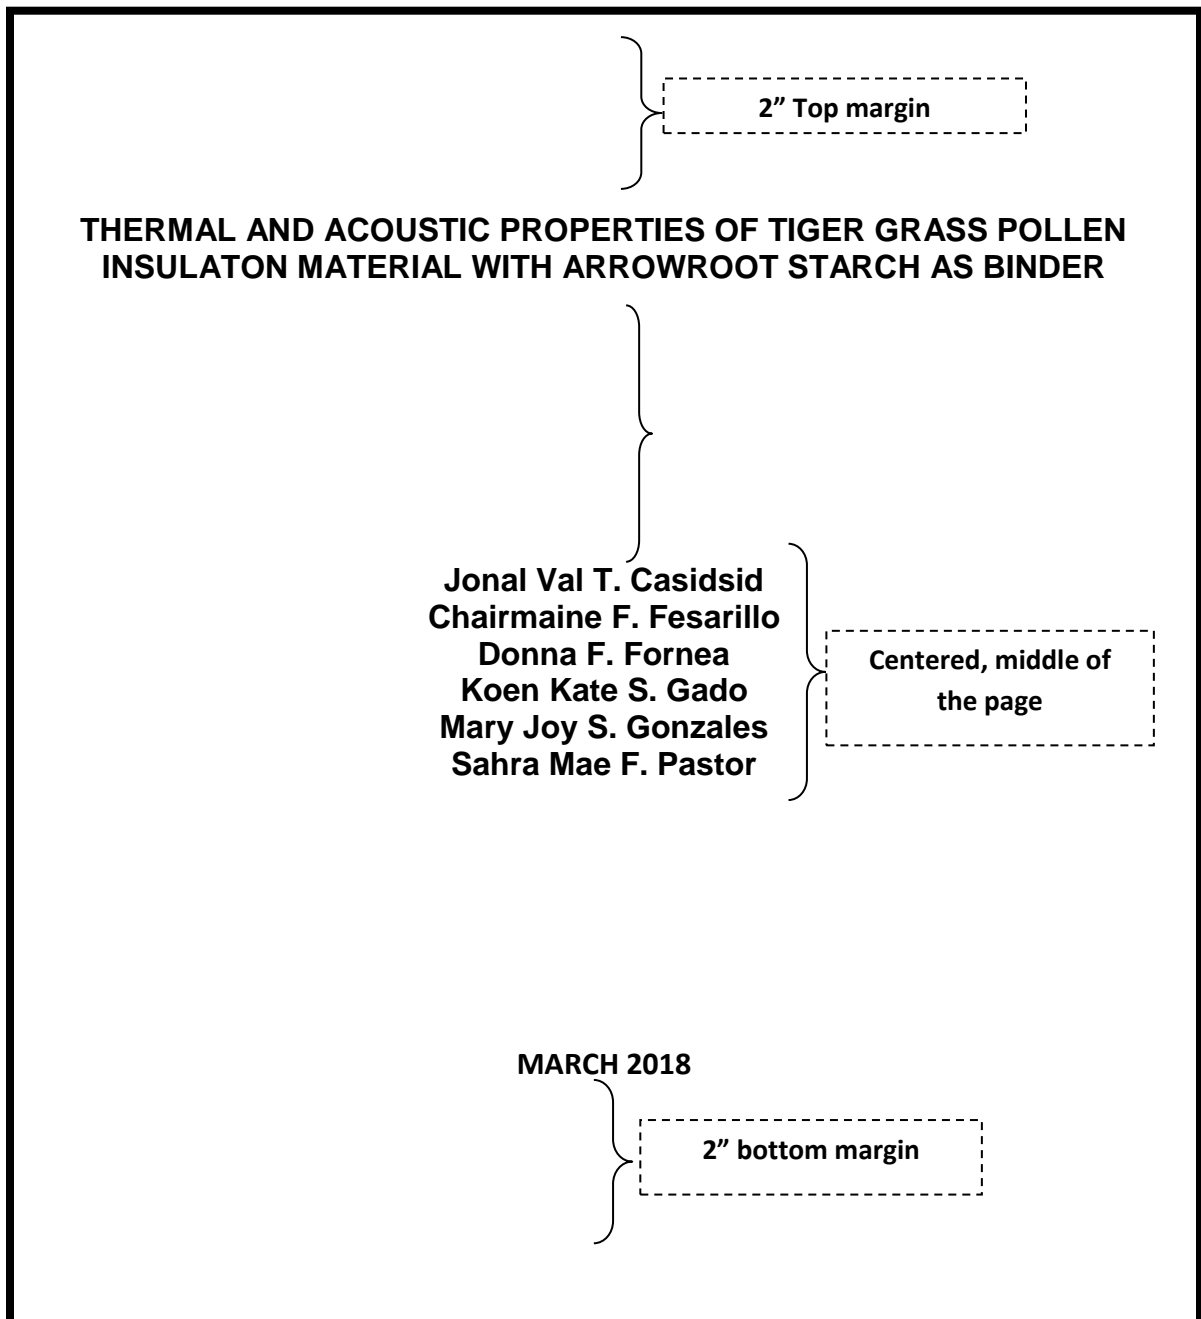 2” Top margin
THERMAL AND ACOUSTIC PROPERTIES OF TIGER GRASS POLLEN
INSULATON MATERIAL WITH ARROWROOT STARCH AS BINDER
Jonal Val T. Casidsid
Chairmaine F. Fesarillo
Donna F. Fornea
Koen Kate S. Gado
Mary Joy S. Gonzales
Sahra Mae F. Pastor
Centered, middle of
the page
MARCH 2018
2” bottom margin